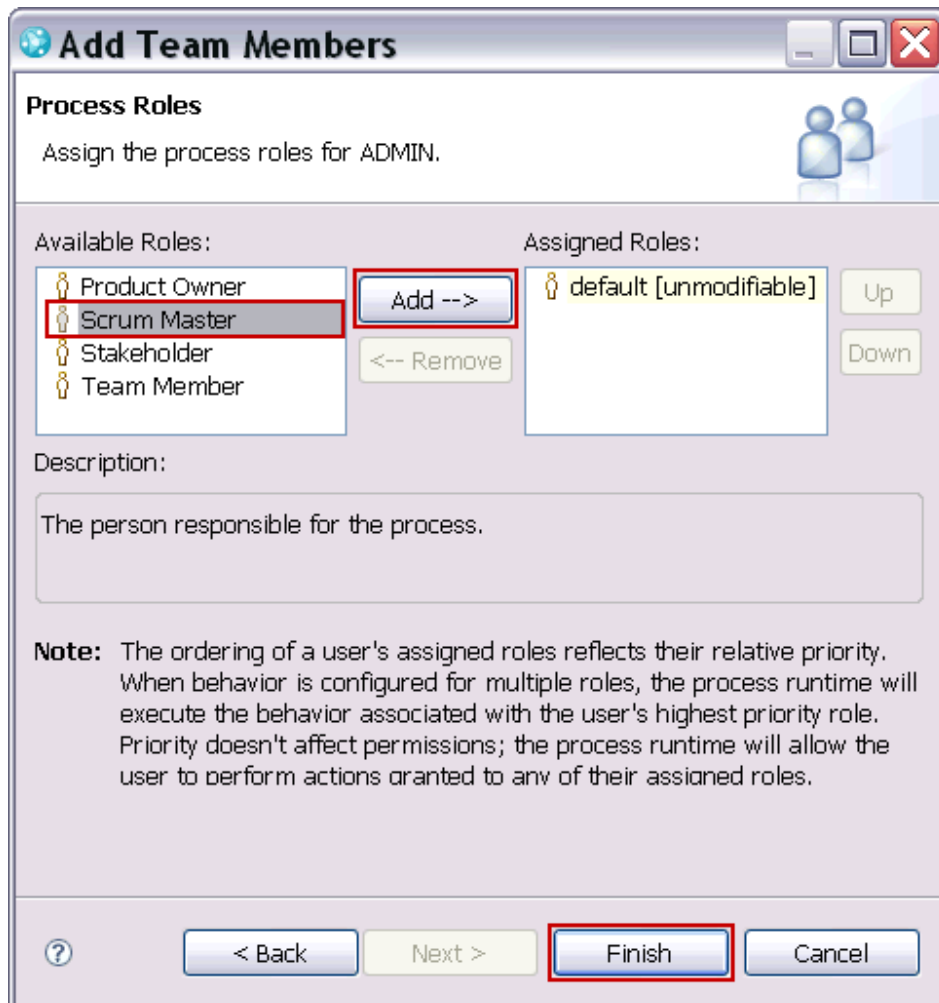 Add Team Members
Process Roles
Assign the process roles for ADMIN.
Available Roles:
Product Owner
Scrum Master
Stakeholder
Team Member
Add -->
<-- Remove
Assigned Roles:
default [unmodifiable]
Up
Down
Description:
The person responsible for the process.
Note: The ordering of a user's assigned roles reflects their relative priority.
When behavior is configured for multiple roles, the process runtime will
execute the behavior associated with the user's highest priority role.
Priority doesn't affect permissions; the process runtime will allow the
user to perform actions granted to any of their assigned roles.
?
< Back
Next >
Finish
Cancel